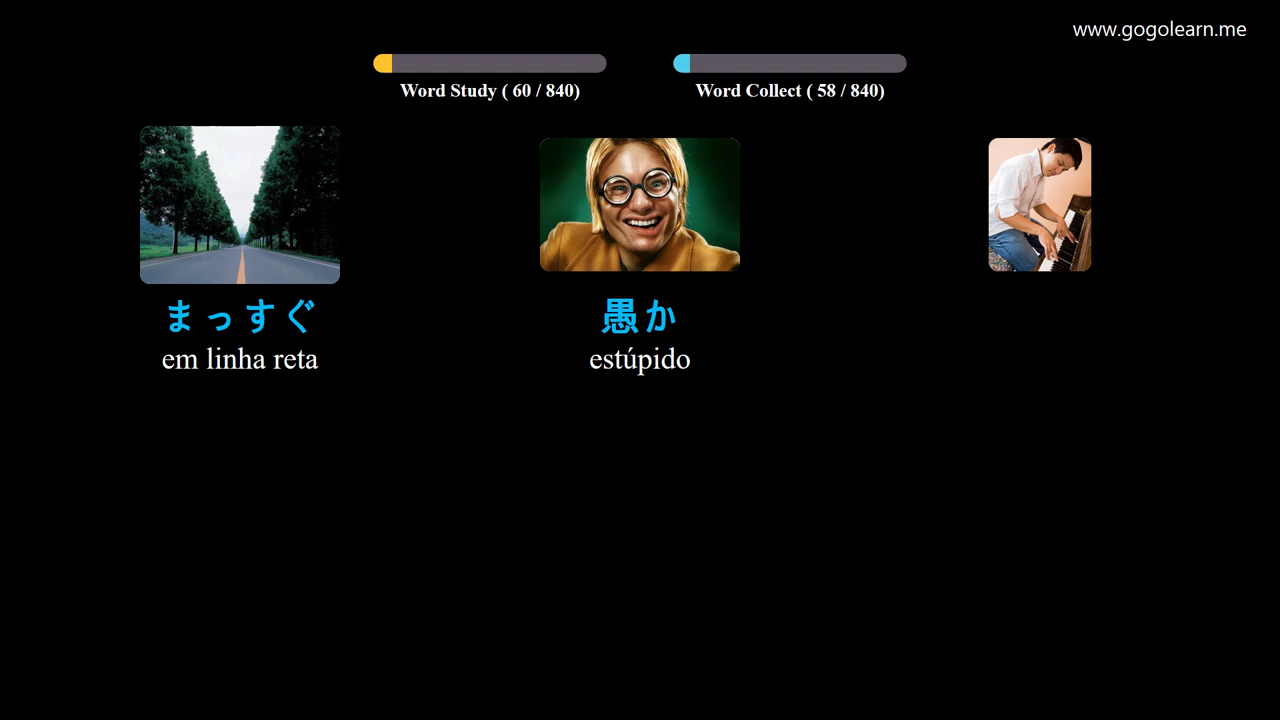 www.gogolearn.me
Word Study ( 60 / 840)
Word Collect ( 58 / 840)
まっすぐ
em linha reta
愚か
estúpido